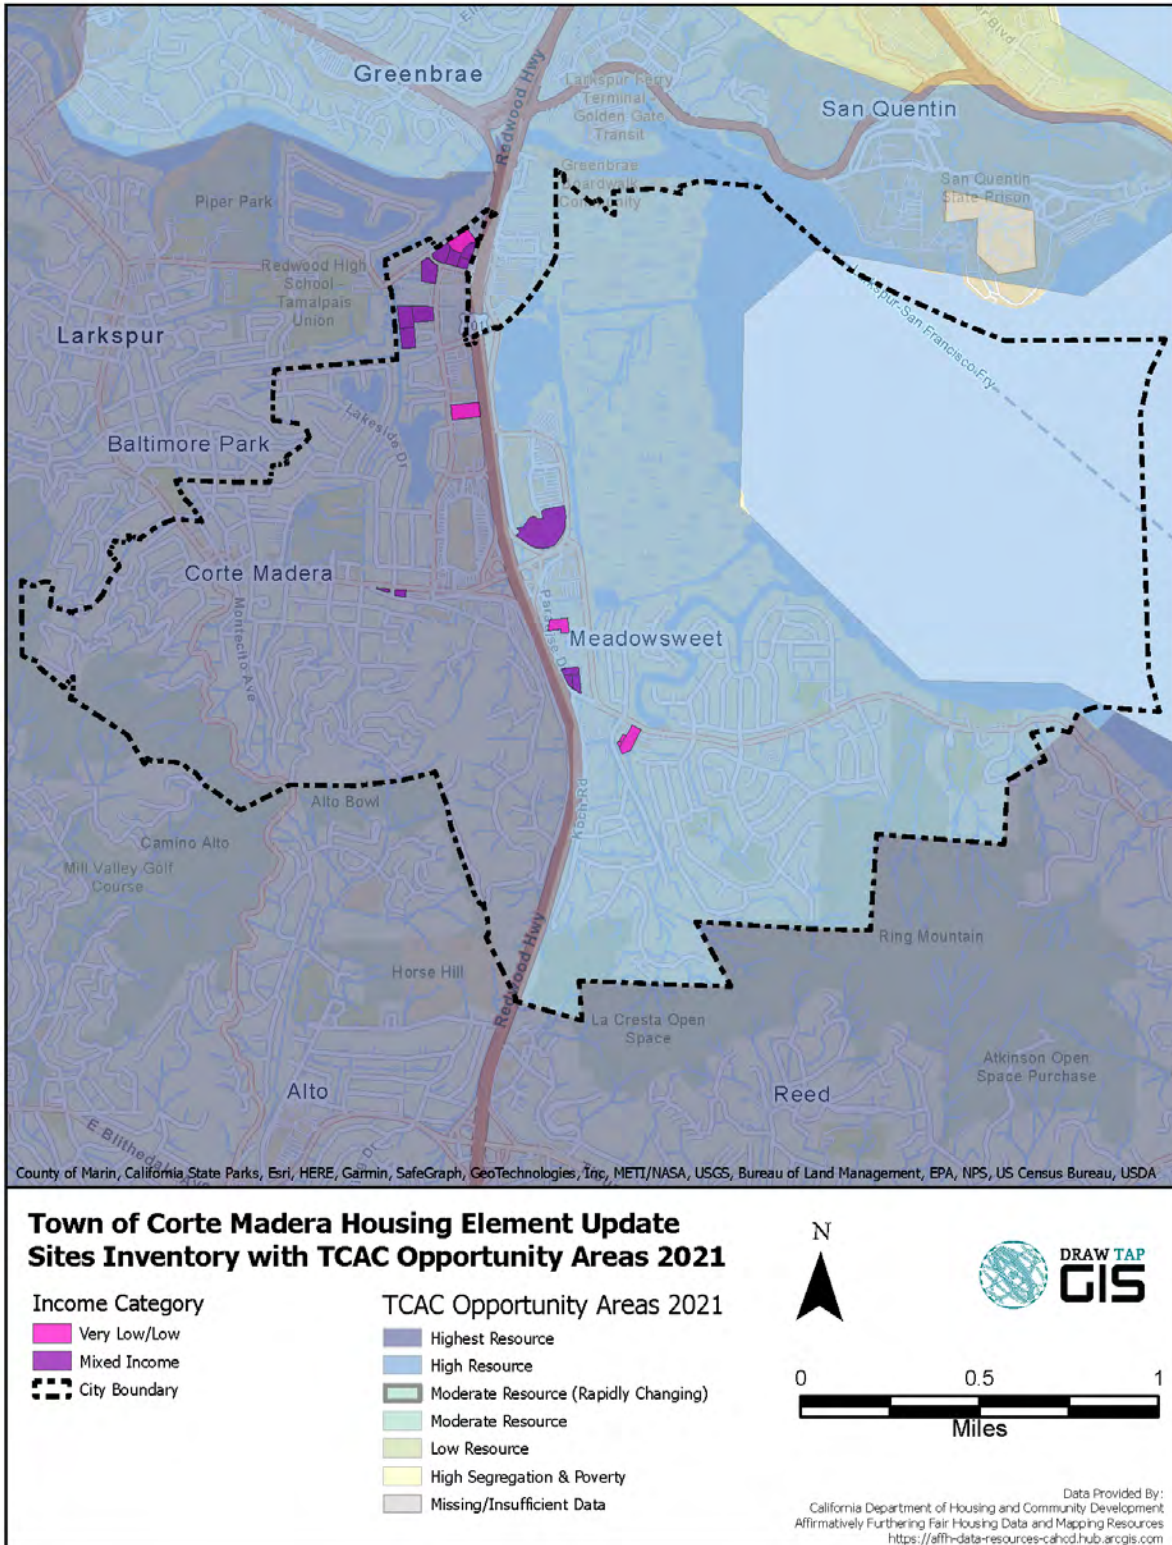 Greenbrae
Redwood Hwy
Larkspur Ferry
Terminal -
Golden Gate
Transit
San Quentin
Greenbrae
Boardwalk
Community
San Quentin
State Prison
Piper Park
Redwood High
School -
Tamalpais
Union
Larkspur
Larkspur-San Francisco-Fry
Lakeside Dr
Baltimore Park
Corte Madera
Montecito Ave
Paradise Dr
Meadowsweet
Koch Rd
Alto Bowl
Camino Alto
Mill Valley Golf
Course
Horse Hill
Redwood Hwy
Ring Mountain
La Cresta Open
Space
Atkinson Open
Space Purchase
Alto
Reed
E Blithedale Ave
Dr
County of Marin, California State Parks, Esri, HERE, Garmin, SafeGraph, GeoTechnologies, Inc, METI/NASA, USGS, Bureau of Land Management, EPA, NPS, US Census Bureau, USDA
Town of Corte Madera Housing Element Update
Sites Inventory with TCAC Opportunity Areas 2021
Income Category
Very Low/Low
Mixed Income
City Boundary
TCAC Opportunity Areas 2021
Highest Resource
High Resource
Moderate Resource (Rapidly Changing)
Moderate Resource
Low Resource
High Segregation & Poverty
Missing/Insufficient Data
N
DRAW TAP
GIS
0 0.5 1
Miles
Data Provided By:
California Department of Housing and Community Development
Affirmatively Furthering Fair Housing Data and Mapping Resources
https://affh-data-resources-cahcd.hub.arcgis.com